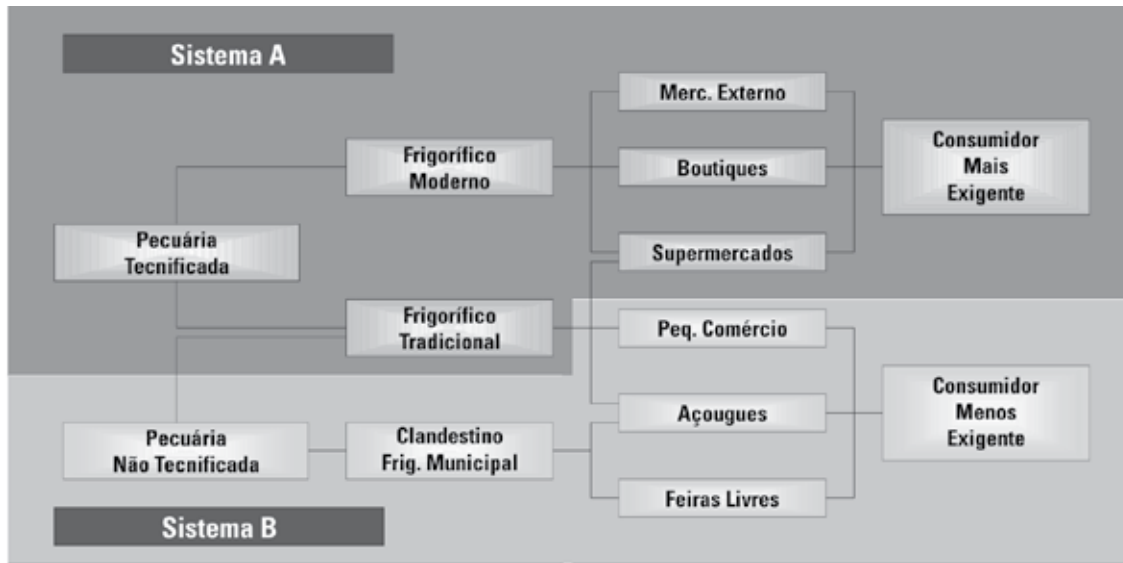 Sistema A
Merc. Externo
Frigorífico
Moderno
Boutiques
Consumidor
Mais
Exigente
Pecuária
Tecnificada
Supermercados
Frigorífico
Tradicional
Peq. Comércio
Pecuária
Não Tecnificada
Clandestino
Frig. Municipal
Açougues
Consumidor
Menos
Exigente
Feiras Livres
Sistema B